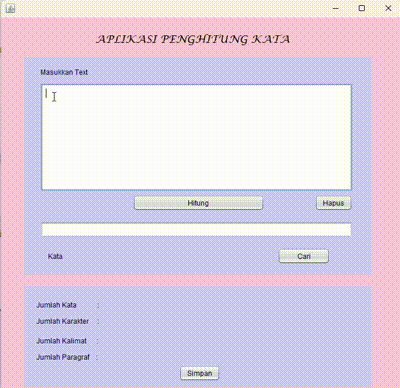 APLIKASI PENGHITUNG KATA
Masukkan Text
Hitung
Hapus
Kata
Cari
Jumlah Kata :
Jumlah Karakter :
Jumlah Kalimat :
Jumlah Paragraf :
Simpan